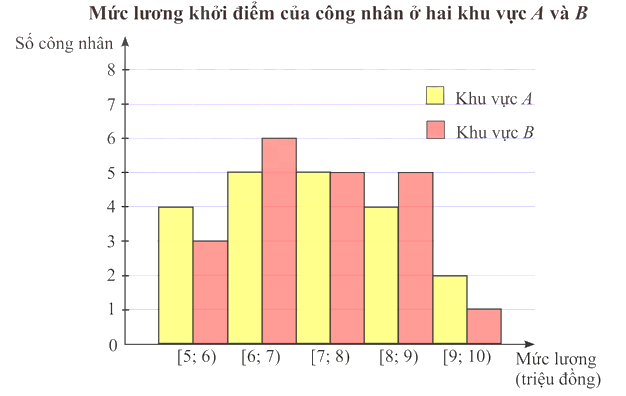 Mức lương khởi điểm của công nhân ở hai khu vực A và B
Số công nhân
8
7
6
5
4
3
2
1
0
Khu vực A
Khu vực B
[5; 6) [6; 7) [7; 8) [8; 9) [9; 10)
Mức lương
(triệu đồng)